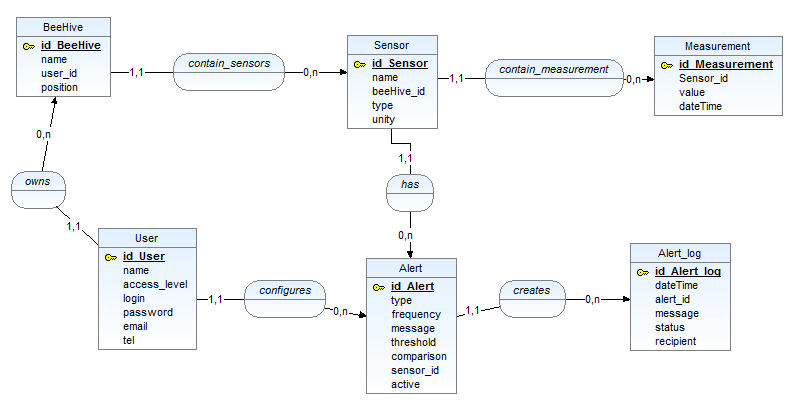 BeeHive
id_BeeHive
name
user_id
position
1,1
contain_sensors
0,n
Sensor
id_Sensor
name
beeHive_id
type
unity
1,1
contain_measurement
0,n
Measurement
id_Measurement
Sensor_id
value
dateTime
0,n
owns
1,1
1,1
has
0,n
User
id_User
name
access_level
login
password
email
tel
1,1
configures
0,n
Alert
id_Alert
type
frequency
message
threshold
comparison
sensor_id
active
1,1
creates
0,n
Alert_log
id_Alert_log
dateTime
alert_id
message
status
recipient